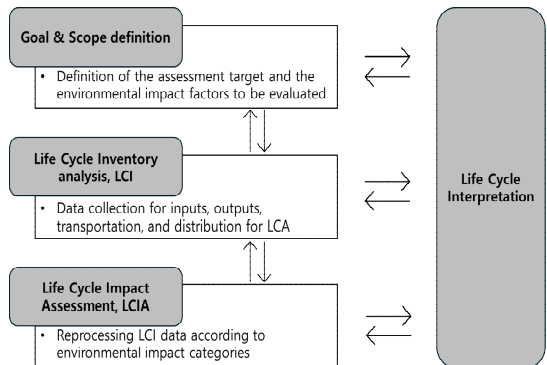 Goal & Scope definition
• Definition of the assessment target and the
environmental impact factors to be evaluated
Life Cycle Inventory
analysis, LCI
• Data collection for inputs, outputs,
transportation, and distribution for LCA
Life Cycle Impact
Assessment, LCIA
• Reprocessing LCI data according to
environmental impact categories
Life Cycle
Interpretation